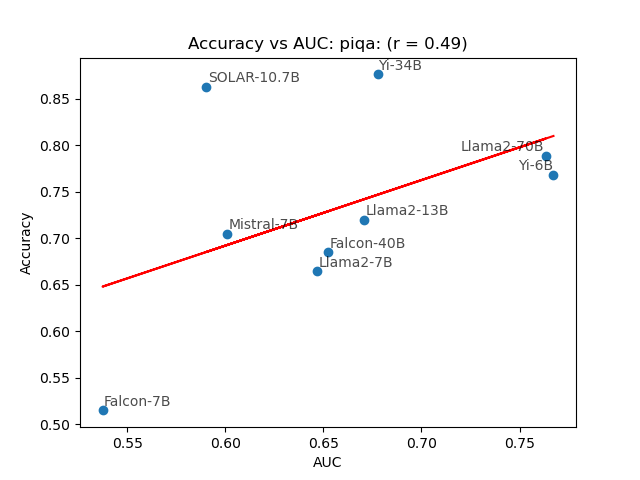 Accuracy vs AUC: piqa: (r = 0.49)
Yi-34B
SOLAR-10.7B
Llama2-70B
Yi-6B
Llama2-13B
Mistral-7B
Falcon-40B
Llama2-7B
Falcon-7B
Accuracy
0.85
0.80
0.75
0.70
0.65
0.60
0.55
0.50
0.55
0.60
0.65
0.70
0.75
AUC